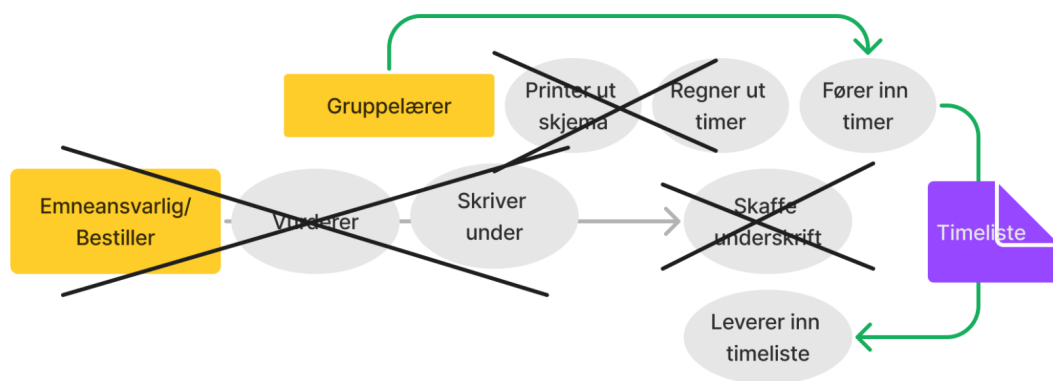 Gruppelærer
Printer ut
skjema
Regner ut
timer
Fører inn
timer
Emneansvarlig/
Bestiller
Vurderer
Skriver
under
Skaffe
underskrift
Timeliste
Leverer inn
timeliste